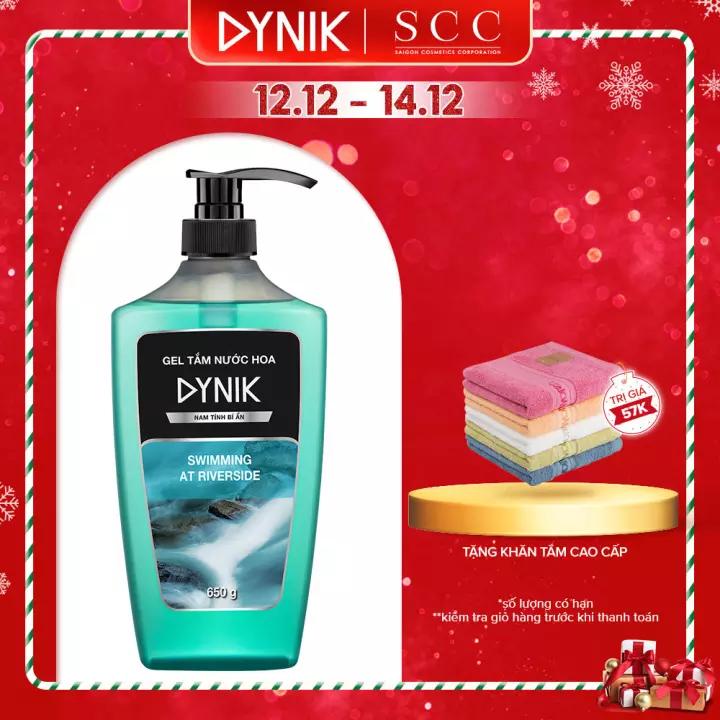 DYNIK | SCC
SAIGON COSMETICS CORPORATION
12.12 - 14.12
GEL TẮM NƯỚC HOA
DYNIK
NAM TÍNH BÍ ẨN
SWIMMING
AT RIVERSIDE
650 g
TRỊ GIÁ
57K
TẶNG KHĂN TẮM CAO CẤP
*số lượng có hạn
**kiểm tra giỏ hàng trước khi thanh toán